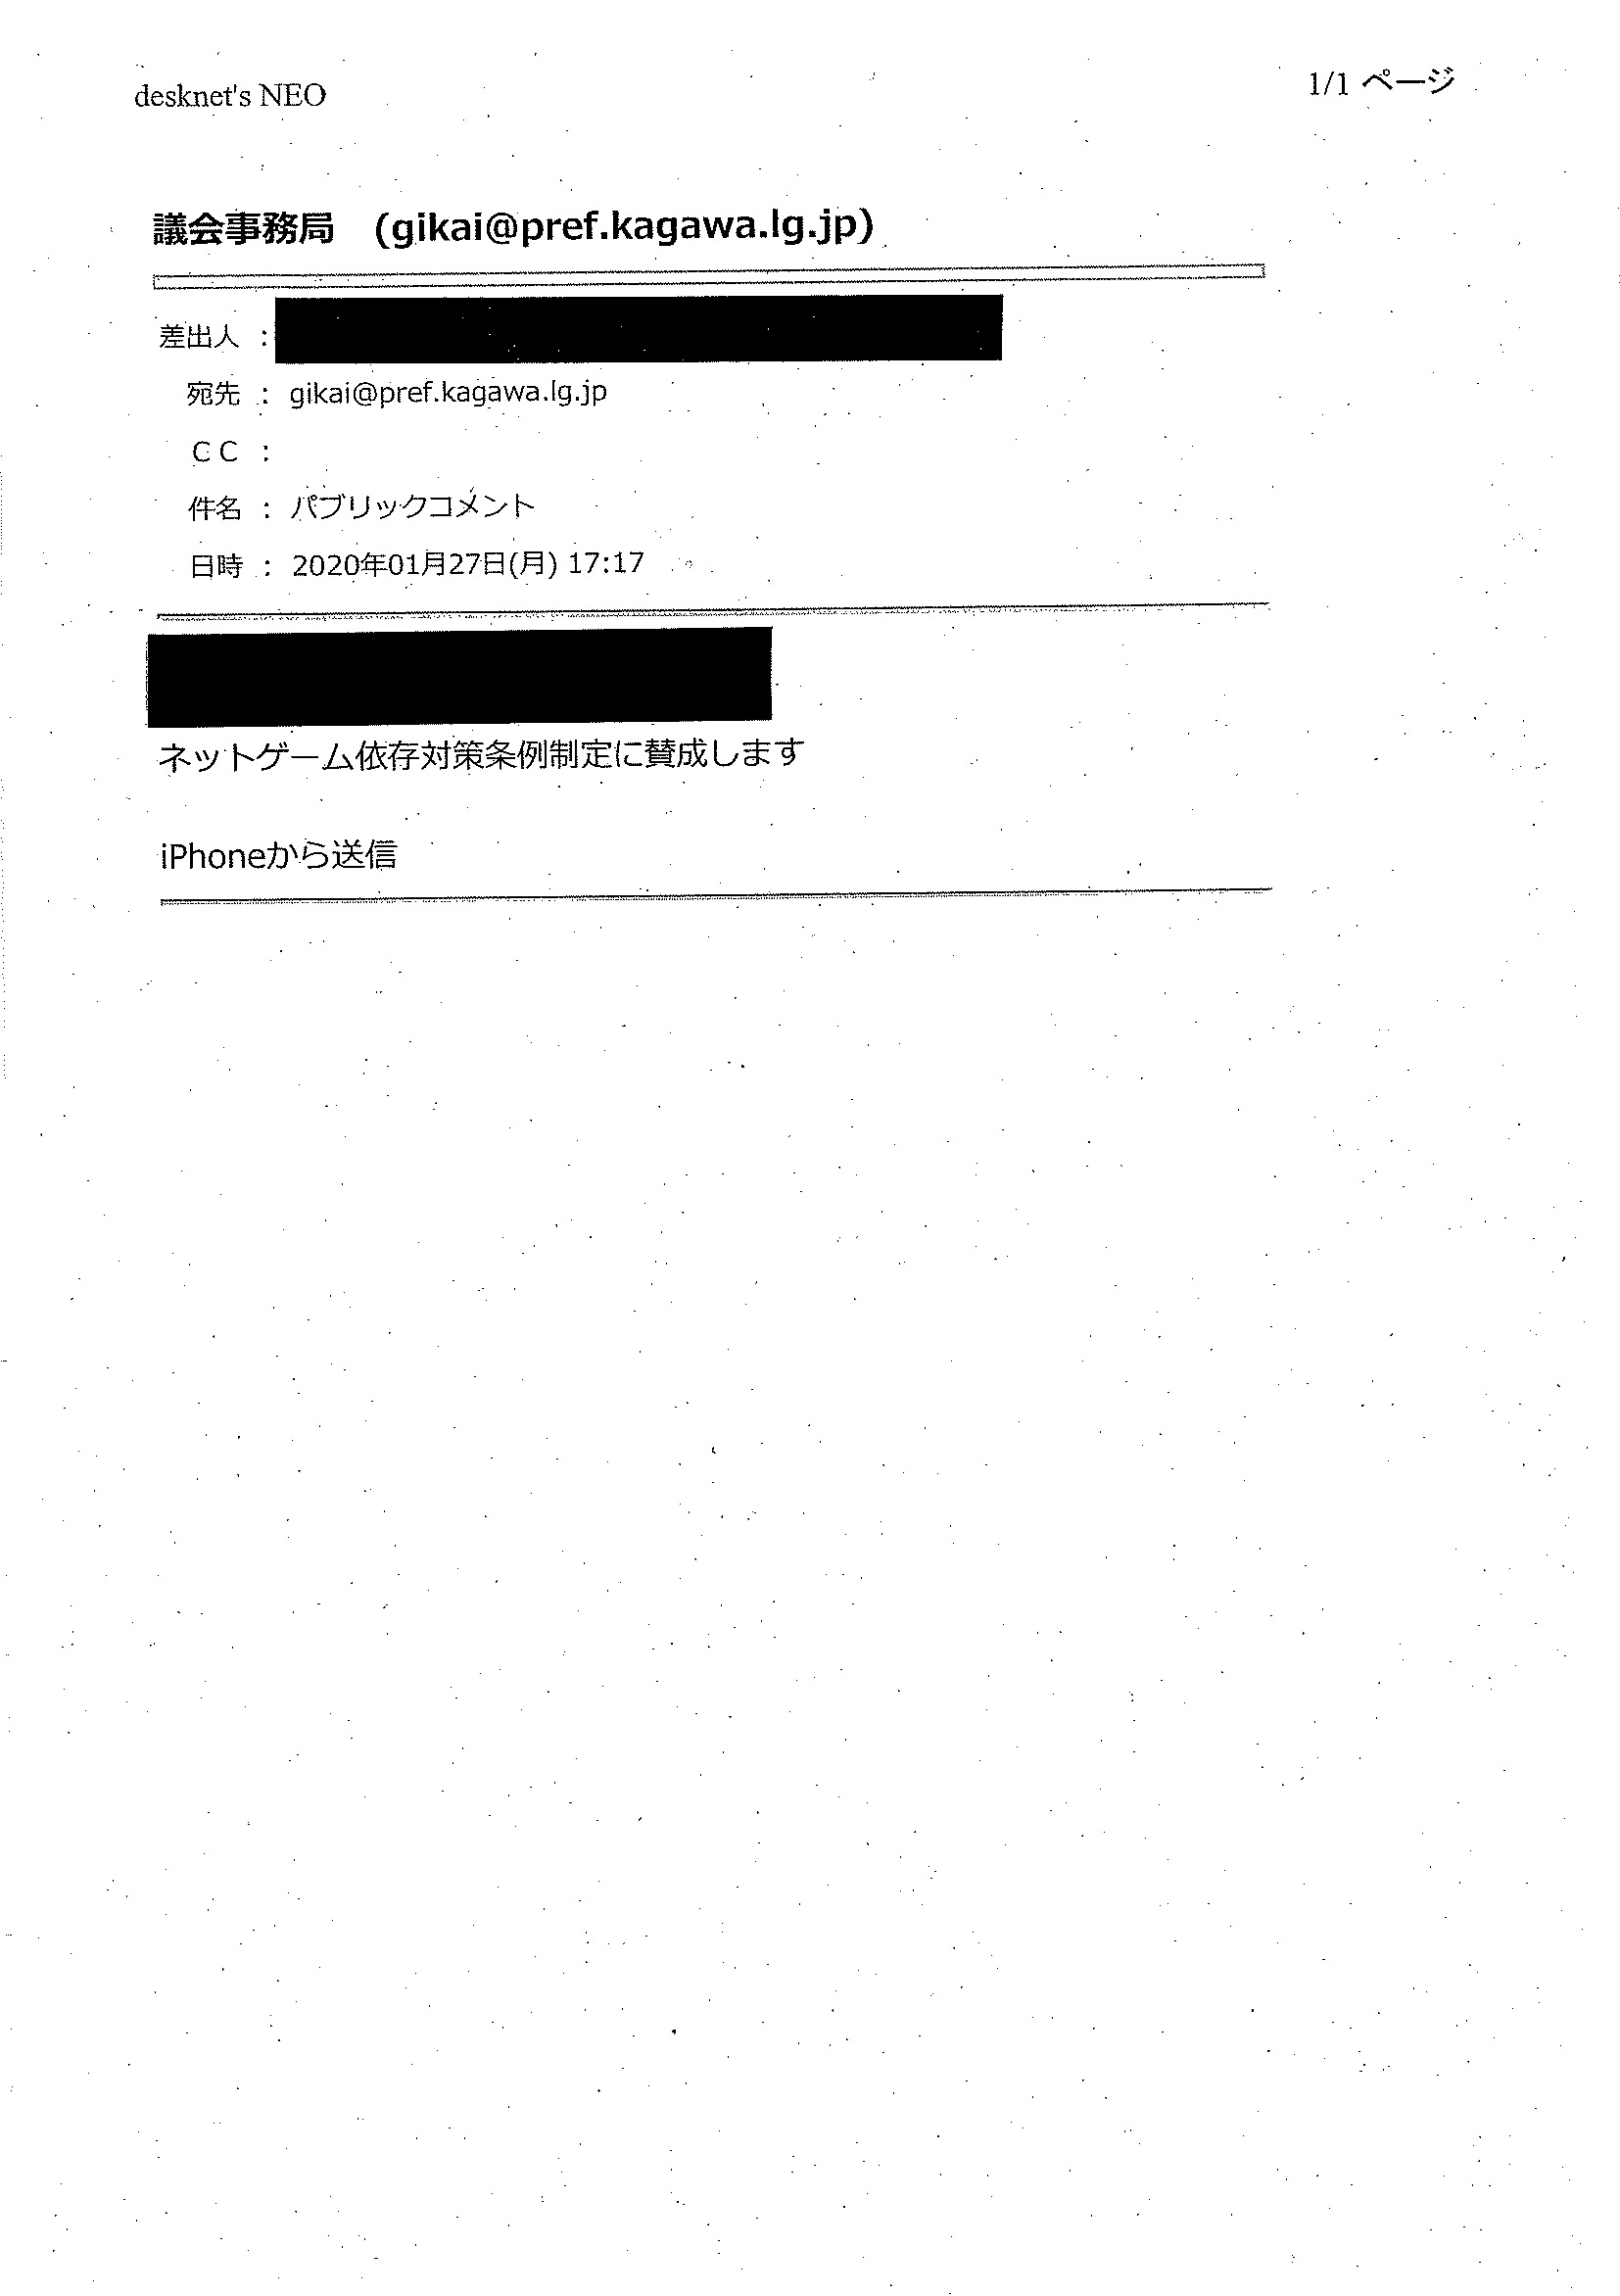 desknet's NEO
1/1 ページ
議会事務局 (gikai@pref.kagawa.lg.jp)
差出人 :
宛先 : gikai@pref.kagawa.lg.jp
CC :
件名 : パブリックコメント
日時 : 2020年01月27日(月) 17:17
ネットゲーム依存対策条例制定に賛成します
iPhoneから送信